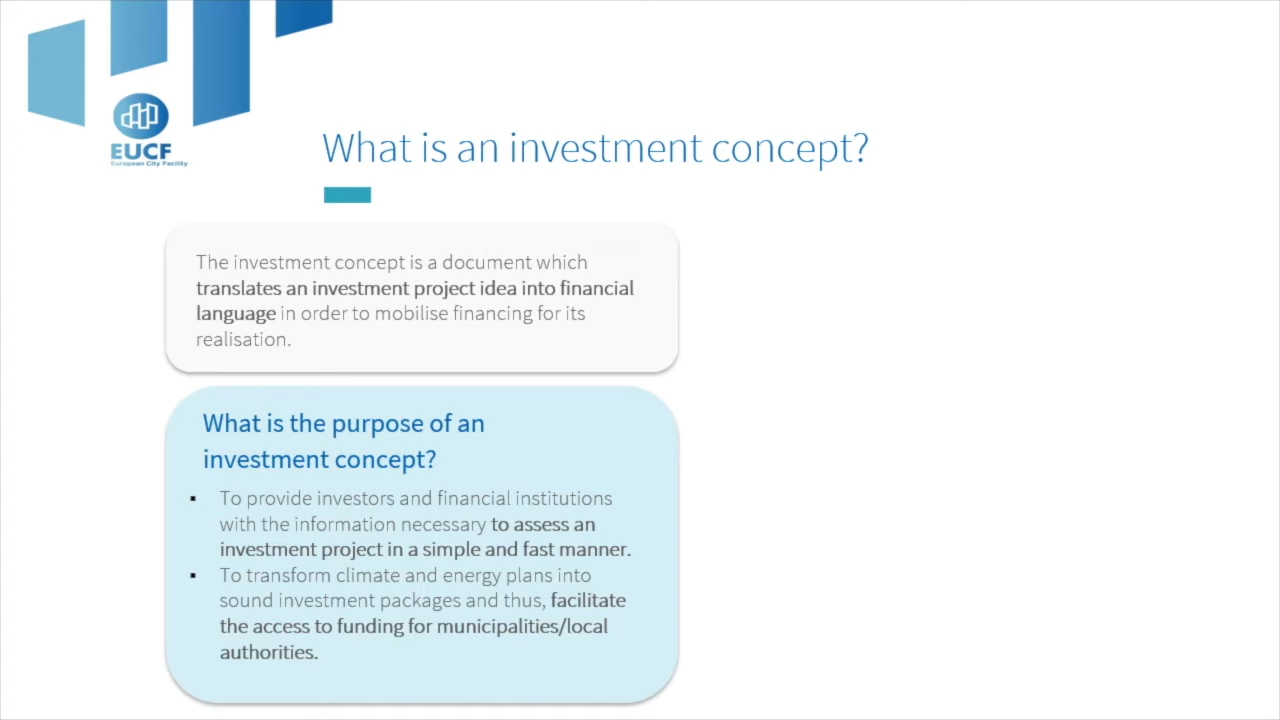 EUCF
European City Facility
What is an investment concept?
The investment concept is a document which
translates an investment project idea into financial
language in order to mobilise financing for its
realisation.
What is the purpose of an
investment concept?
▪ To provide investors and financial institutions
with the information necessary to assess an
investment project in a simple and fast manner.
▪ To transform climate and energy plans into
sound investment packages and thus, facilitate
the access to funding for municipalities/local
authorities.